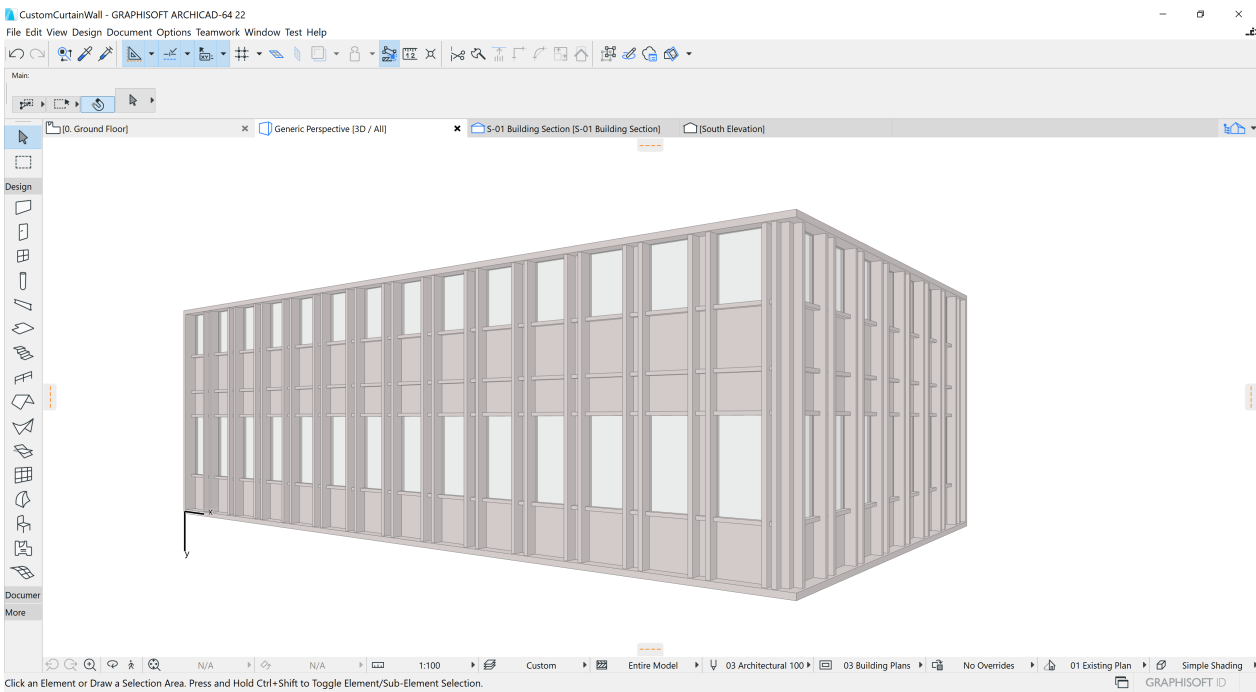 CustomCurtainWall - GRAPHISOFT ARCHICAD-64 22
File Edit View Design Document Options Teamwork Window Test Help
Main:
[0. Ground Floor]
Generic Perspective [3D / All]
S-01 Building Section [S-01 Building Section]
[South Elevation]
Design
x
y
Documer
More
N/A
N/A
1:100
Custom
Entire Model
03 Architectural 100
03 Building Plans
No Overrides
01 Existing Plan
Simple Shading
Click an Element or Draw a Selection Area. Press and Hold Ctrl+Shift to Toggle Element/Sub-Element Selection.
GRAPHISOFT ID